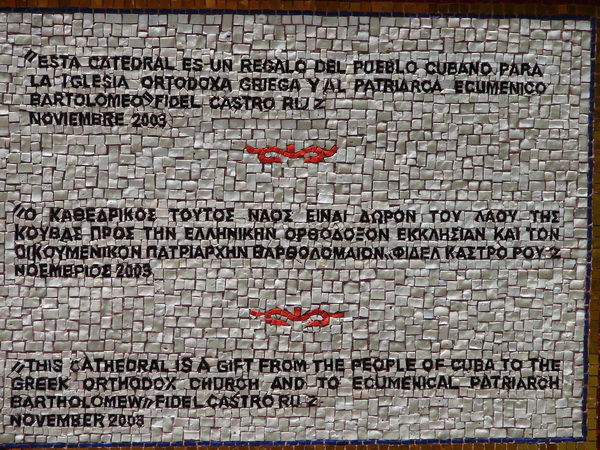 «ESTA CATEDRAL ES UN REGALO DEL PUEBLO CUBANO PARA
LA IGLESIA ORTODOXA GRIEGA Y AL PATRIARCA ECUMENICO
BARTOLOMEO» FIDEL CASTRO RUZ
NOVIEMBRE 2003
«Ο ΚΑΘΕΔΡΙΚΟΣ ΤΟΥΤΟΣ ΝΑΟΣ ΕΙΝΑΙ ΔΩΡΟΝ ΤΟΥ ΛΑΟΥ ΤΗΣ
ΚΟΥΒΑΣ ΠΡΟΣ ΤΗΝ ΕΛΛΗΝΙΚΗΝ ΟΡΘΟΔΟΞΟΝ ΕΚΚΛΗΣΙΑΝ ΚΑΙ ΤΟΝ
ΟΙΚΟΥΜΕΝΙΚΟΝ ΠΑΤΡΙΑΡΧΗΝ ΒΑΡΘΟΛΟΜΑΙΟΝ» ΦΙΔΕΛ ΚΑΣΤΡΟ ΡΟΥΖ
ΝΟΕΜΒΡΙΟΣ 2003
«THIS CATHEDRAL IS A GIFT FROM THE PEOPLE OF CUBA TO THE
GREEK ORTHODOX CHURCH AND TO ECUMENICAL PATRIARCH
BARTHOLOMEW» FIDEL CASTRO RUZ
NOVEMBER 2003